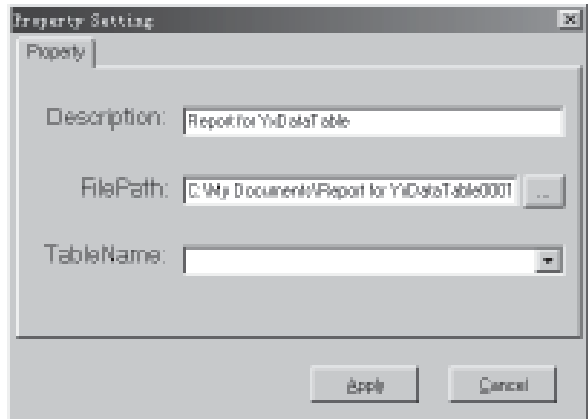 Property Setting
Property
Description: Report for YxDataTable
FilePath: C:\My Documents\Report for YxDataTable0001 ...
TableName:
Apply Cancel